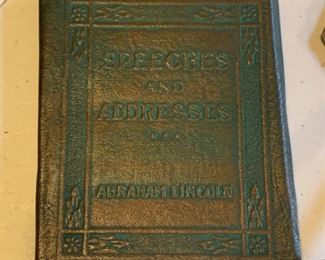 SPEECHES
AND
ADDRESSES
ABRAHAM LINCOLN